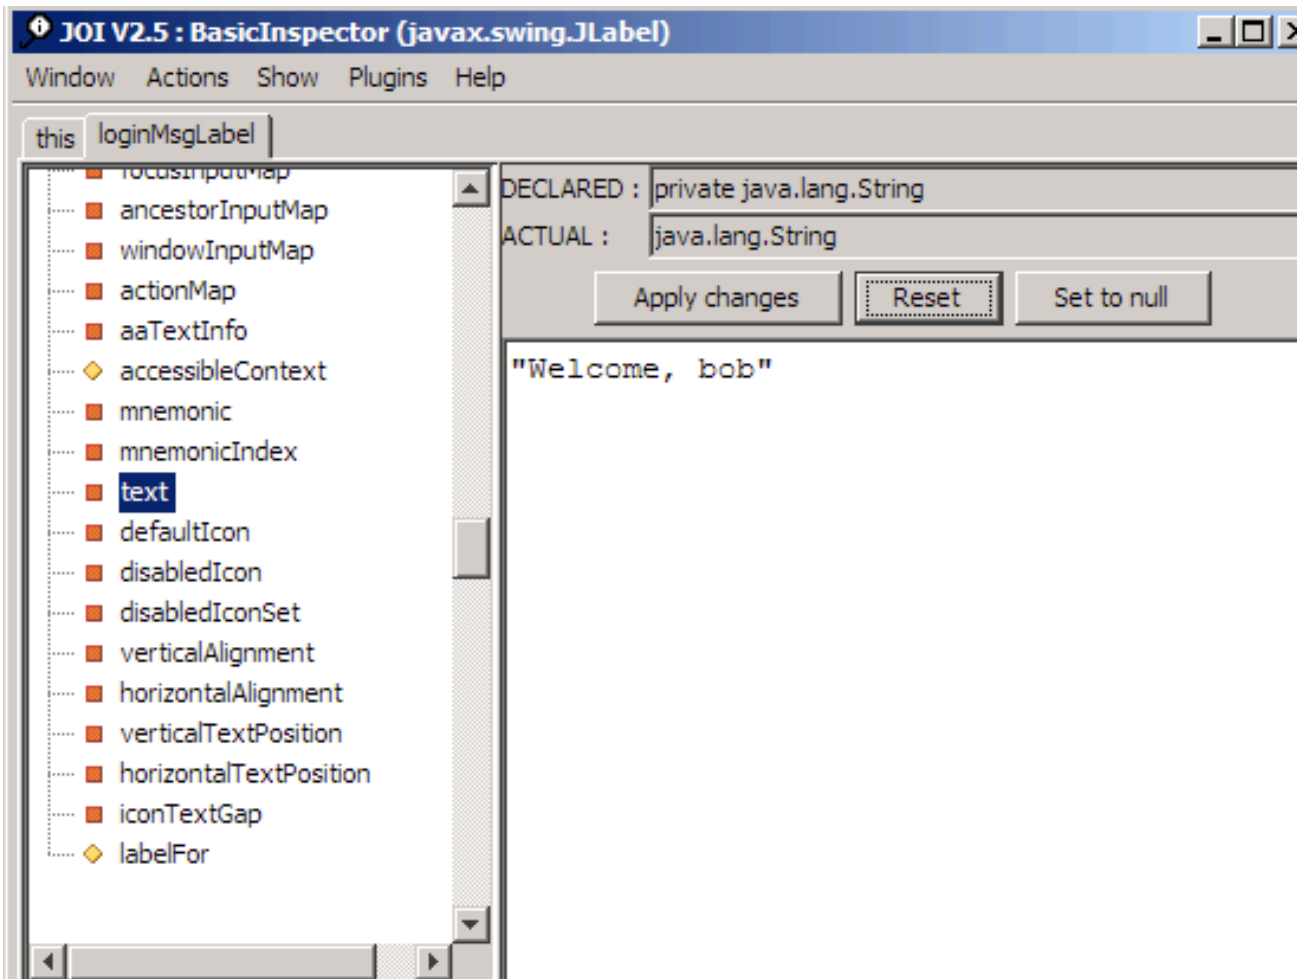 JOI V2.5 : BasicInspector (javax.swing.JLabel)
Window Actions Show Plugins Help
this loginMsgLabel
focusInputMap
ancestorInputMap
windowInputMap
actionMap
aaTextInfo
accessibleContext
mnemonic
mnemonicIndex
text
defaultIcon
disabledIcon
disabledIconSet
verticalAlignment
horizontalAlignment
verticalTextPosition
horizontalTextPosition
iconTextGap
labelFor
DECLARED : private java.lang.String
ACTUAL : java.lang.String
Apply changes Reset Set to null
"Welcome, bob"